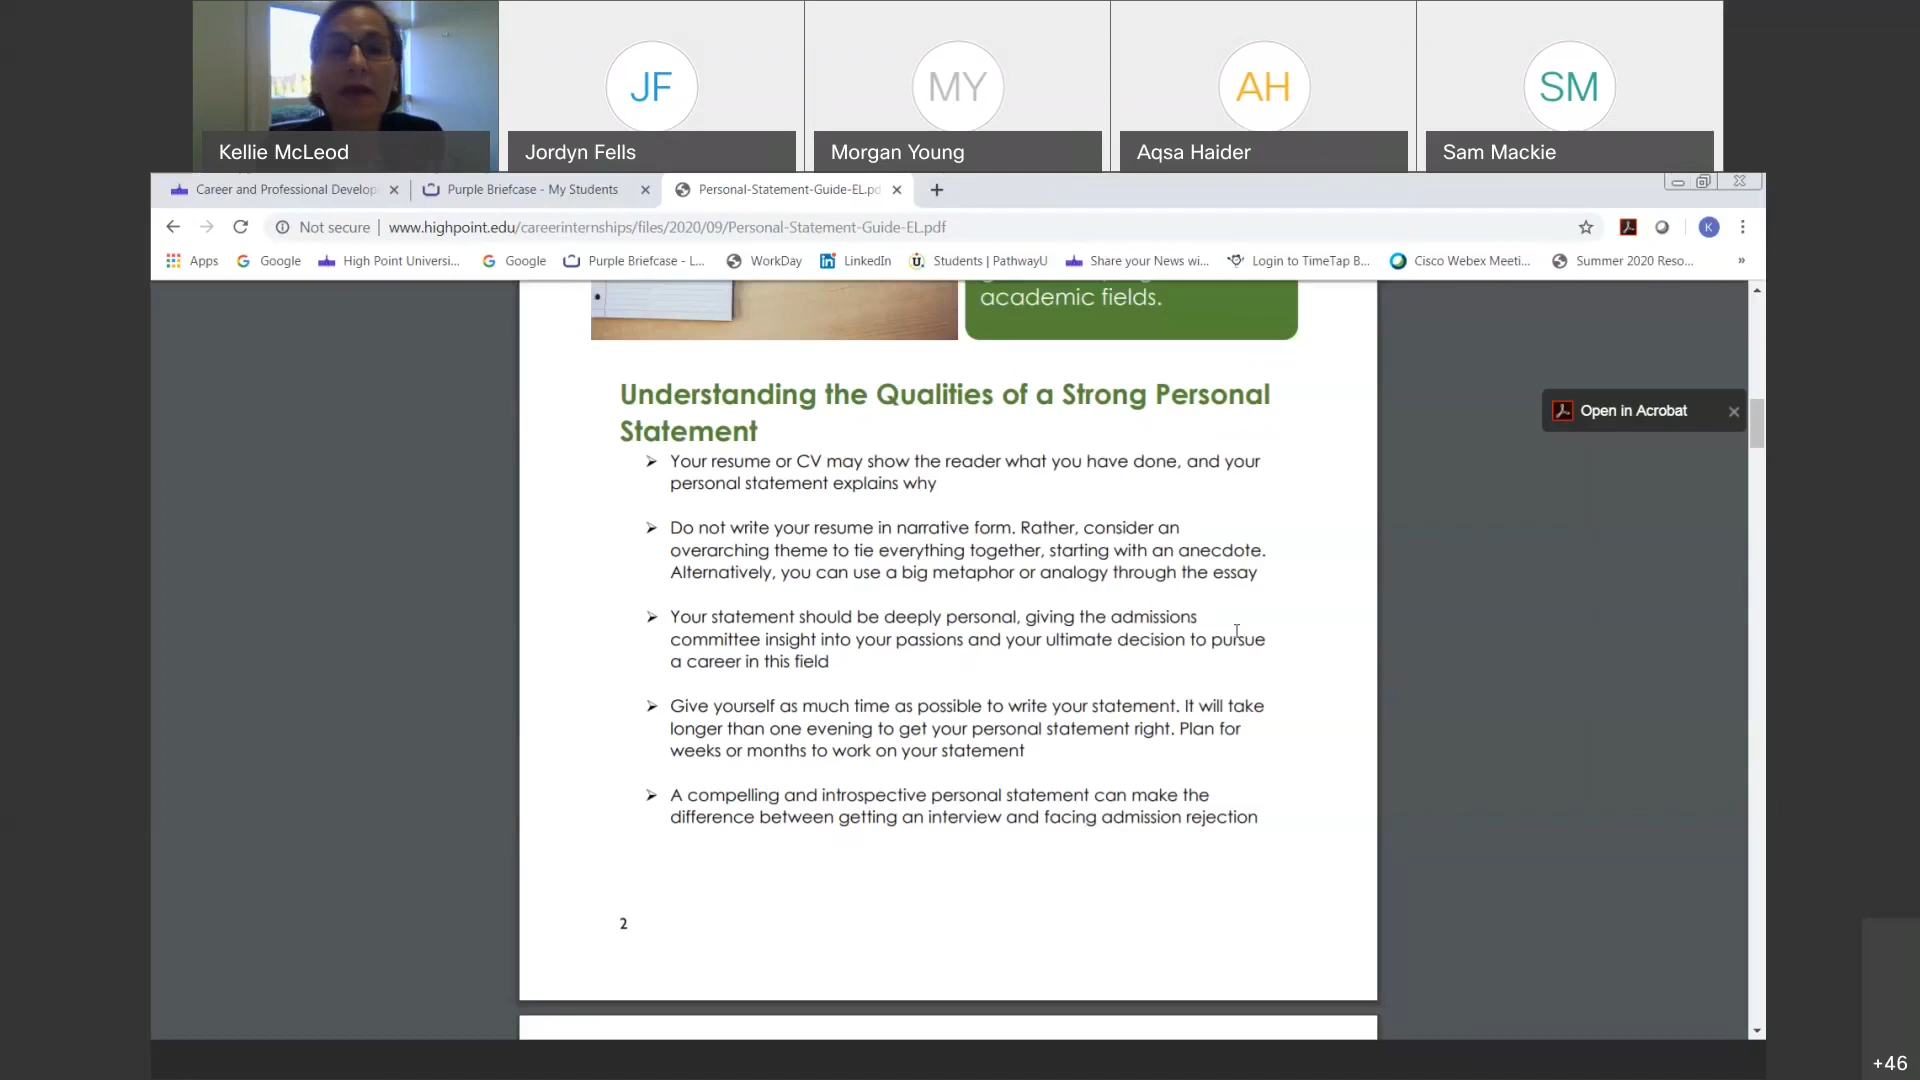 JF
MY
AH
SM
Kellie McLeod
Jordyn Fells
Morgan Young
Aqsa Haider
Sam Mackie
Career and Professional Develop
Purple Briefcase - My Students
Personal-Statement-Guide-EL.pd
Not secure
www.highpoint.edu/careerinternships/files/2020/09/Personal-Statement-Guide-EL.pdf
K
Apps
Google
High Point Universi...
Google
Purple Briefcase - L...
WorkDay
LinkedIn
Students | PathwayU
Share your News wi...
Login to TimeTap B...
Cisco Webex Meeti...
Summer 2020 Reso...
»
academic fields.
Understanding the Qualities of a Strong Personal
Statement
Your resume or CV may show the reader what you have done, and your
personal statement explains why
Do not write your resume in narrative form. Rather, consider an
overarching theme to tie everything together, starting with an anecdote.
Alternatively, you can use a big metaphor or analogy through the essay
Your statement should be deeply personal, giving the admissions
committee insight into your passions and your ultimate decision to pursue
a career in this field
Give yourself as much time as possible to write your statement. It will take
longer than one evening to get your personal statement right. Plan for
weeks or months to work on your statement
A compelling and introspective personal statement can make the
difference between getting an interview and facing admission rejection
2
Open in Acrobat
+46